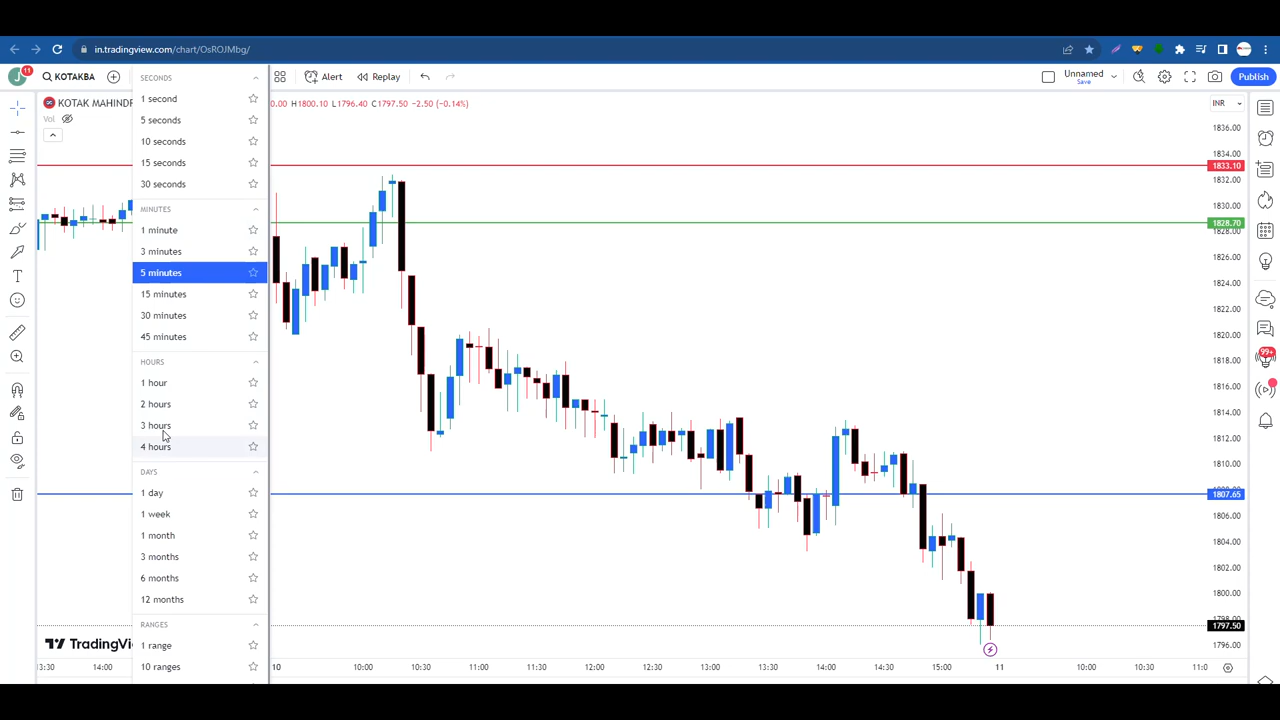 in.tradingview.com/chart/OsROJMbg/
J
11
KOTAKBA
Alert
Replay
Unnamed
Save
Publish
KOTAK MAHINDR
H1800.10 L1796.40 C1797.50 -2.50 (-0.14%)
Vol
INR
SECONDS
1 second
5 seconds
10 seconds
15 seconds
30 seconds
MINUTES
1 minute
3 minutes
5 minutes
15 minutes
30 minutes
45 minutes
HOURS
1 hour
2 hours
3 hours
4 hours
DAYS
1 day
1 week
1 month
3 months
6 months
12 months
RANGES
1 range
10 ranges
1836.00
1833.10
1832.00
1830.00
1828.70
1828.00
1826.00
1824.00
1822.00
1820.00
1818.00
1816.00
1814.00
1812.00
1810.00
1807.65
1806.00
1804.00
1802.00
1800.00
1797.50
1796.00
99+
TradingView
13:30
14:00
10
10:00
10:30
11:00
11:30
12:00
12:30
13:00
13:30
14:00
14:30
15:00
11
10:00
10:30
11:0